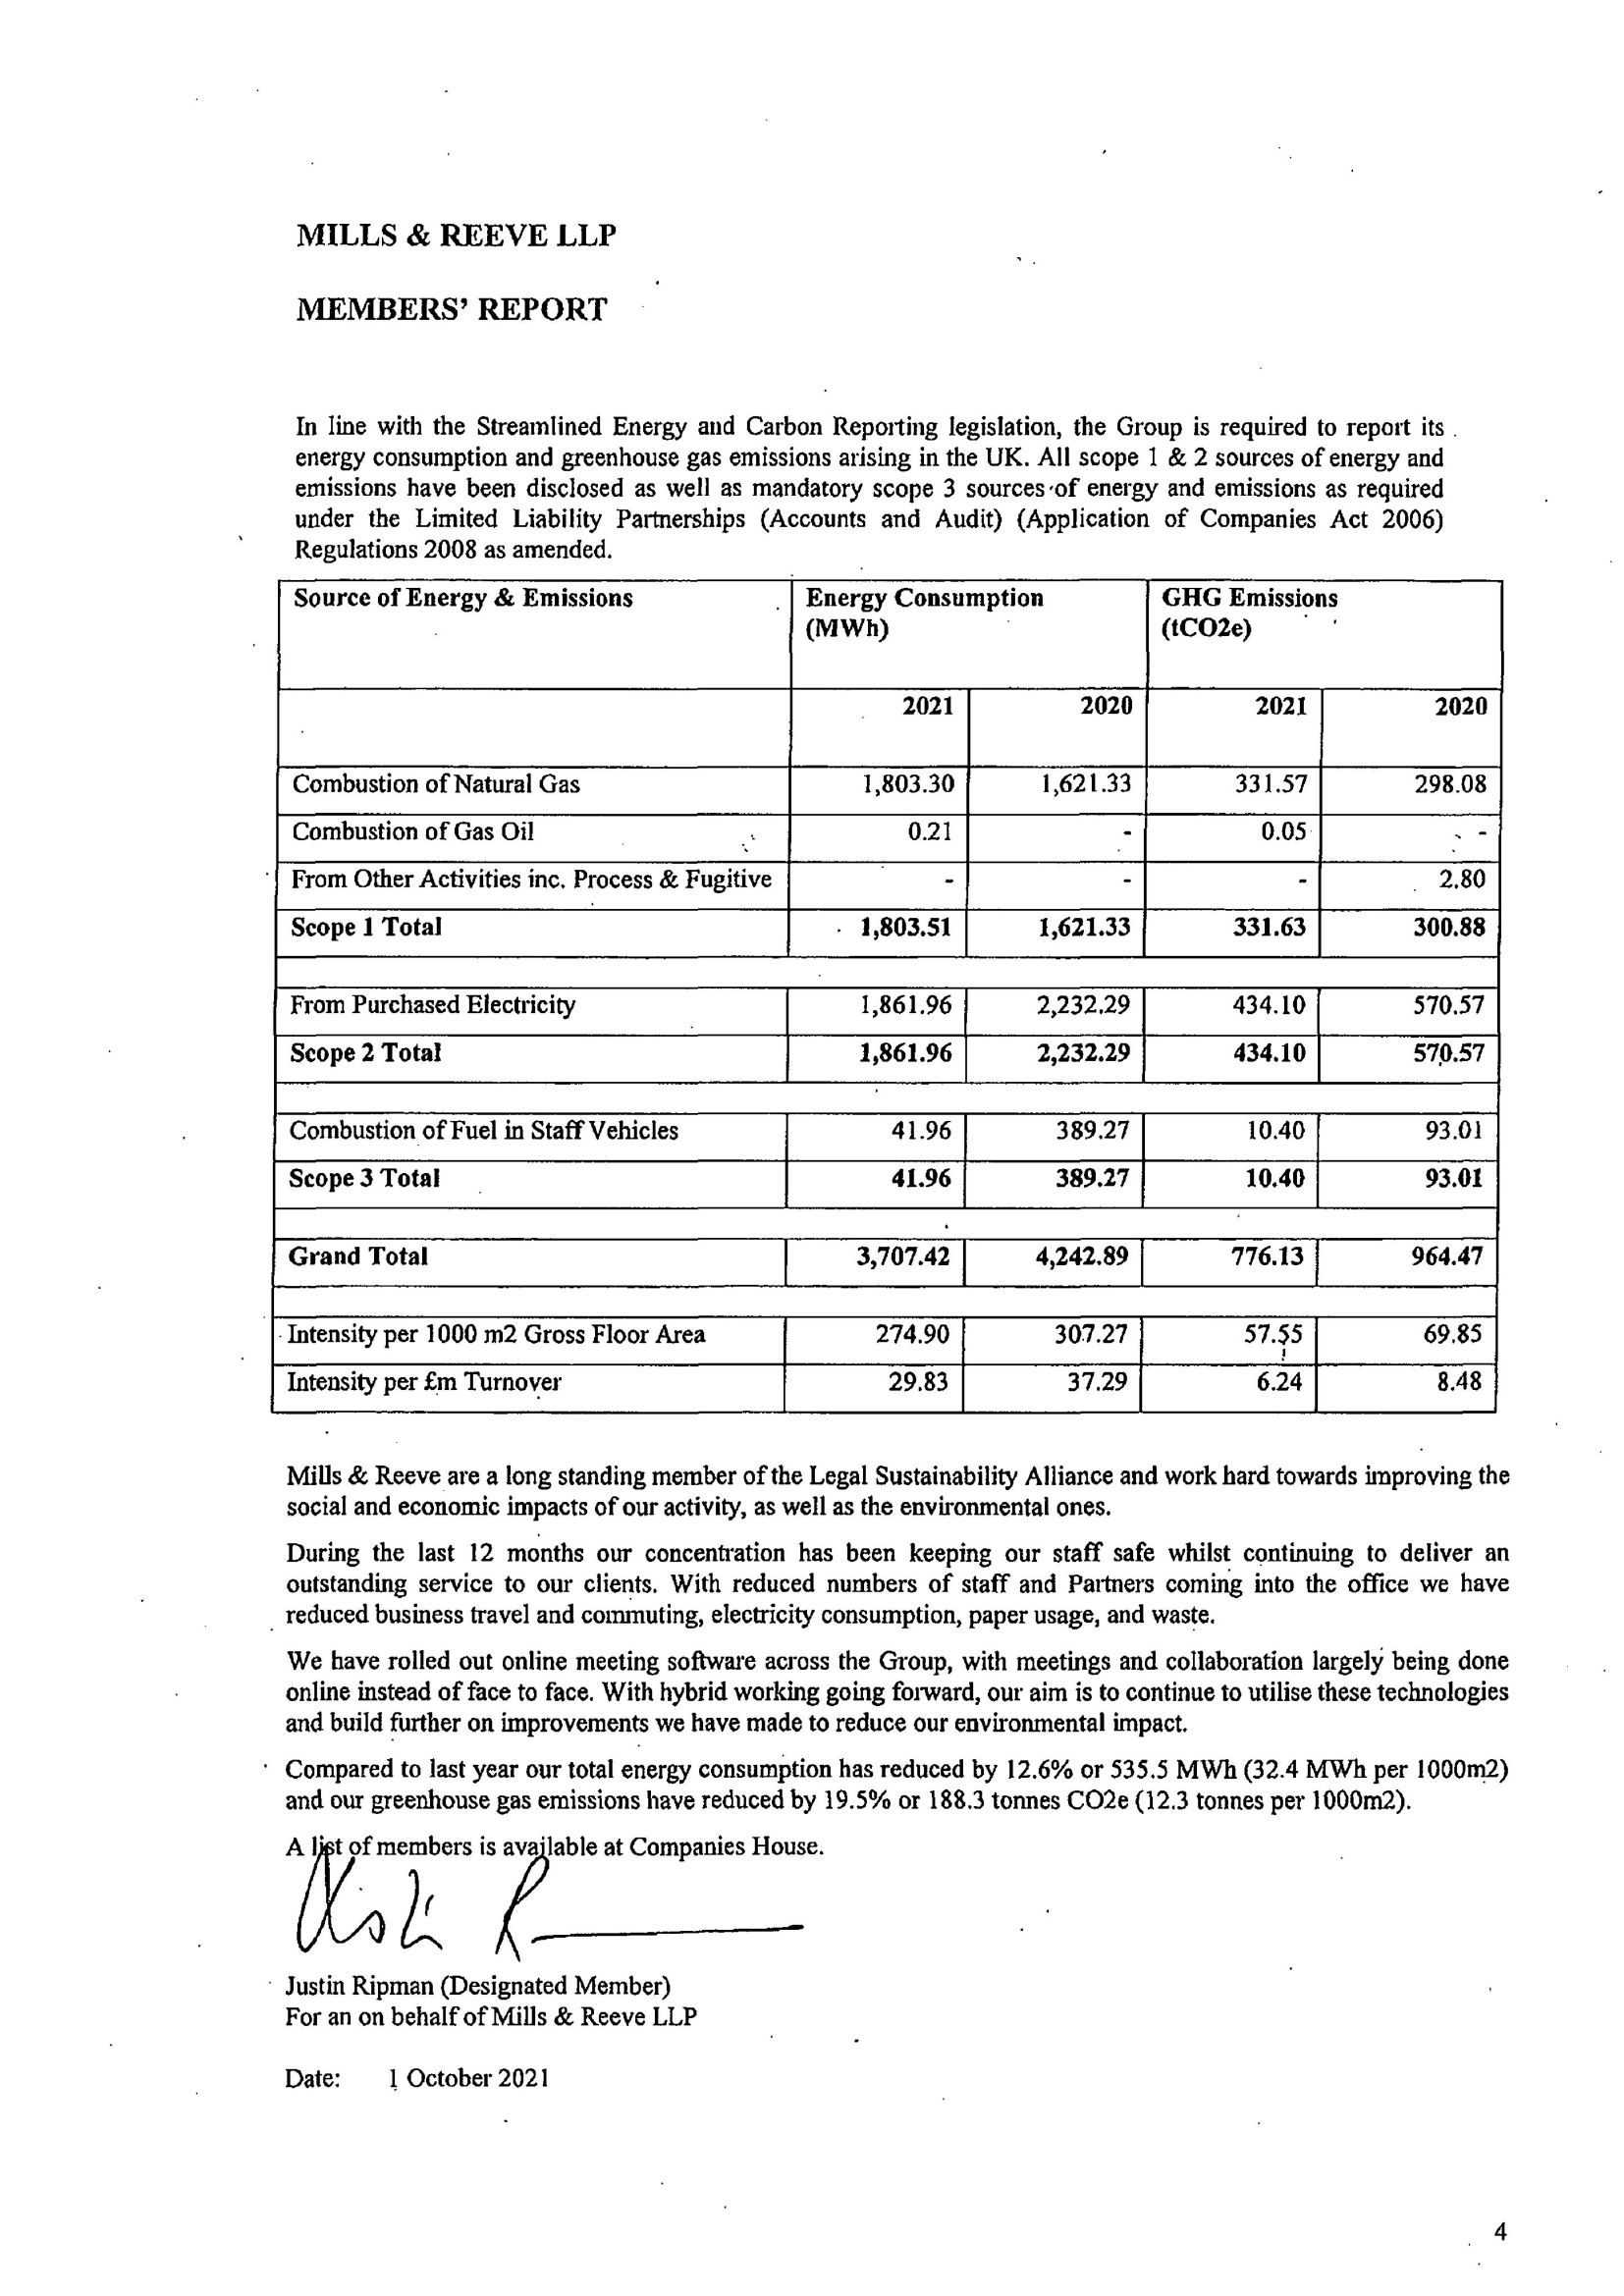 MILLS & REEVE LLP
MEMBERS' REPORT
In line with the Streamlined Energy and Carbon Reporting legislation, the Group is required to report its
energy consumption and greenhouse gas emissions arising in the UK. All scope 1 & 2 sources of energy and
emissions have been disclosed as well as mandatory scope 3 sources of energy and emissions as required
under the Limited Liability Partnerships (Accounts and Audit) (Application of Companies Act 2006)
Regulations 2008 as amended.
Source of Energy & Emissions Energy Consumption GHG Emissions
(MWh) (tCO2e)
2021 2020 2021 2020
Combustion of Natural Gas 1,803.30 1,621.33 331.57 298.08
Combustion of Gas Oil 0.21 - 0.05 -
From Other Activities inc. Process & Fugitive - - - 2.80
Scope 1 Total 1,803.51 1,621.33 331.63 300.88
From Purchased Electricity 1,861.96 2,232.29 434.10 570.57
Scope 2 Total 1,861.96 2,232.29 434.10 570.57
Combustion of Fuel in Staff Vehicles 41.96 389.27 10.40 93.01
Scope 3 Total 41.96 389.27 10.40 93.01
Grand Total 3,707.42 4,242.89 776.13 964.47
Intensity per 1000 m2 Gross Floor Area 274.90 307.27 57.55 69.85
Intensity per £m Turnover 29.83 37.29 6.24 8.48
Mills & Reeve are a long standing member of the Legal Sustainability Alliance and work hard towards improving the
social and economic impacts of our activity, as well as the environmental ones.
During the last 12 months our concentration has been keeping our staff safe whilst continuing to deliver an
outstanding service to our clients. With reduced numbers of staff and Partners coming into the office we have
reduced business travel and commuting, electricity consumption, paper usage, and waste.
We have rolled out online meeting software across the Group, with meetings and collaboration largely being done
online instead of face to face. With hybrid working going forward, our aim is to continue to utilise these technologies
and build further on improvements we have made to reduce our environmental impact.
Compared to last year our total energy consumption has reduced by 12.6% or 535.5 MWh (32.4 MWh per 1000m2)
and our greenhouse gas emissions have reduced by 19.5% or 188.3 tonnes CO2e (12.3 tonnes per 1000m2).
A list of members is available at Companies House.
Justin Ripman (Designated Member)
For an on behalf of Mills & Reeve LLP
Date: 1 October 2021
4